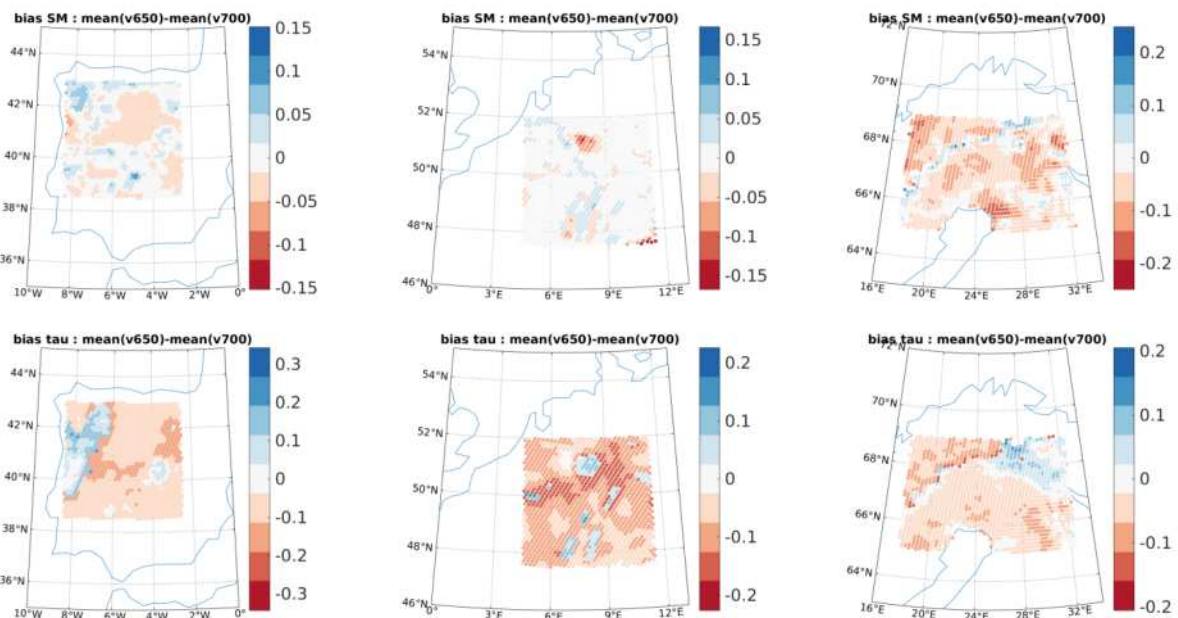 bias SM : mean(v650)-mean(v700)
44°N
42°N
40°N
38°N
36°N
10°W 8°W 6°W 4°W 2°W 0°
0.15
0.1
0.05
0
-0.05
-0.1
-0.15
bias SM : mean(v650)-mean(v700)
54°N
52°N
50°N
48°N
46°N
0° 3°E 6°E 9°E 12°E
0.15
0.1
0.05
0
-0.05
-0.1
-0.15
bias SM : mean(v650)-mean(v700)
72°N
70°N
68°N
66°N
64°N
16°E 20°E 24°E 28°E 32°E
0.2
0.1
0
-0.1
-0.2
bias tau : mean(v650)-mean(v700)
44°N
42°N
40°N
38°N
36°N
10°W 8°W 6°W 4°W 2°W 0°
0.3
0.2
0.1
0
-0.1
-0.2
-0.3
bias tau : mean(v650)-mean(v700)
54°N
52°N
50°N
48°N
46°N
0° 3°E 6°E 9°E 12°E
0.2
0.1
0
-0.1
-0.2
bias tau : mean(v650)-mean(v700)
72°N
70°N
68°N
66°N
64°N
16°E 20°E 24°E 28°E 32°E
0.2
0.1
0
-0.1
-0.2